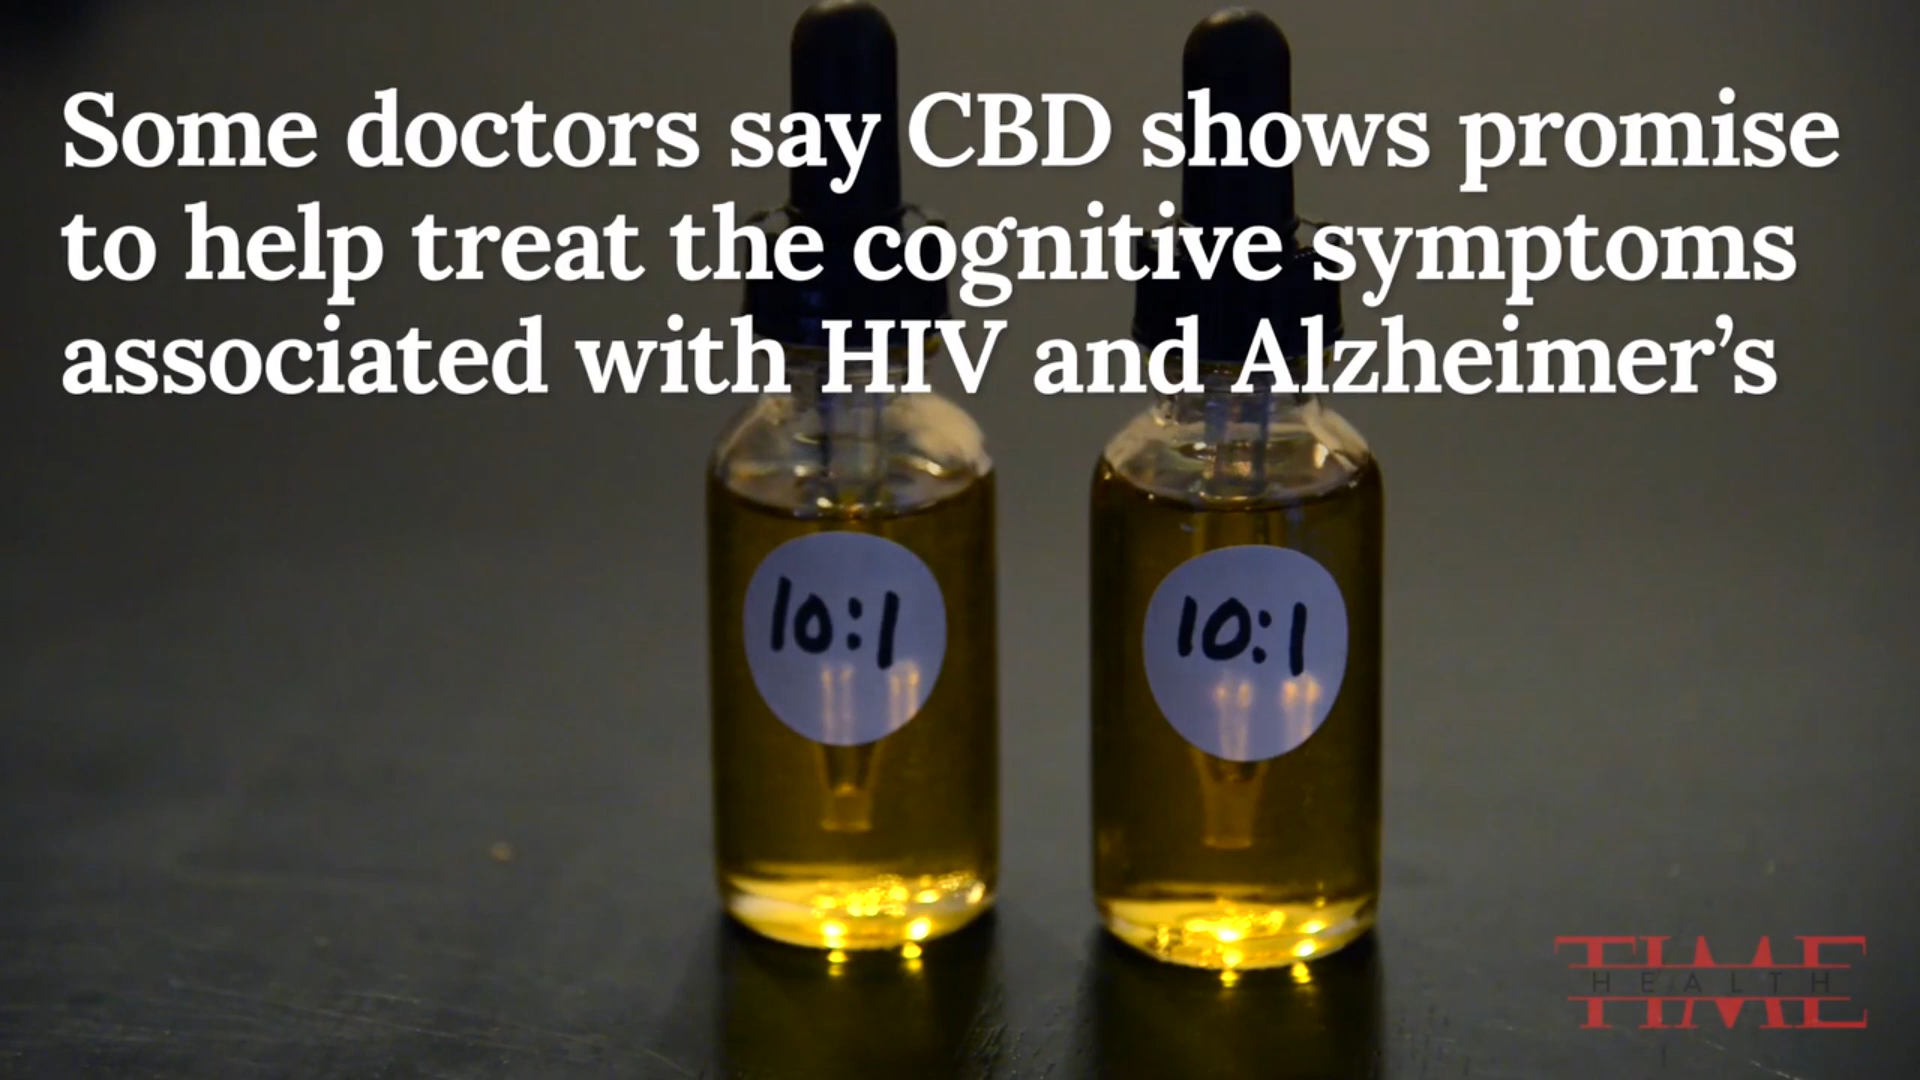 Some doctors say CBD shows promise
to help treat the cognitive symptoms
associated with HIV and Alzheimer’s
10:1
10:1
TIME
HEALTH